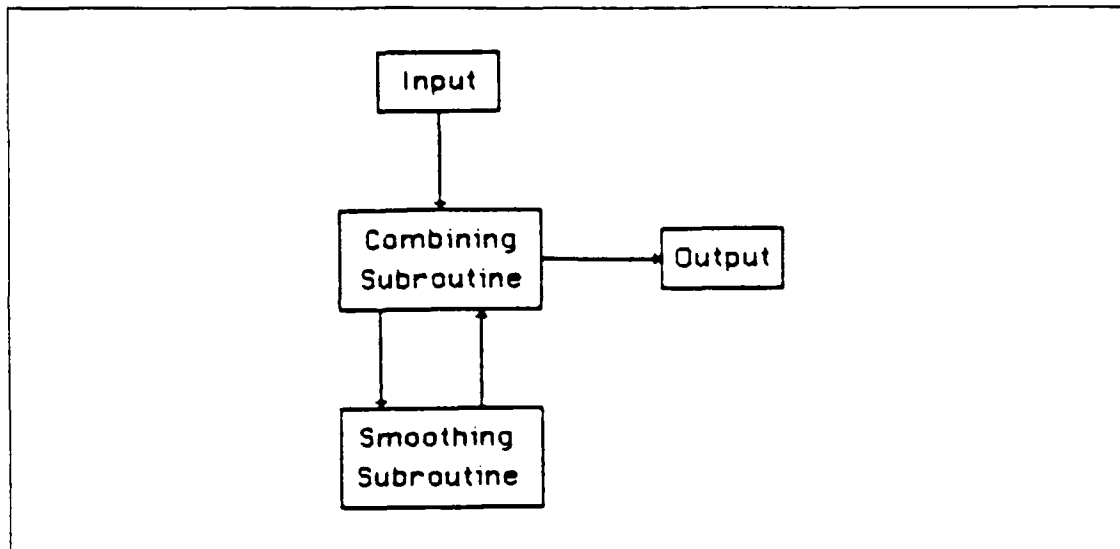 Input
Combining
Subroutine
Output
Smoothing
Subroutine